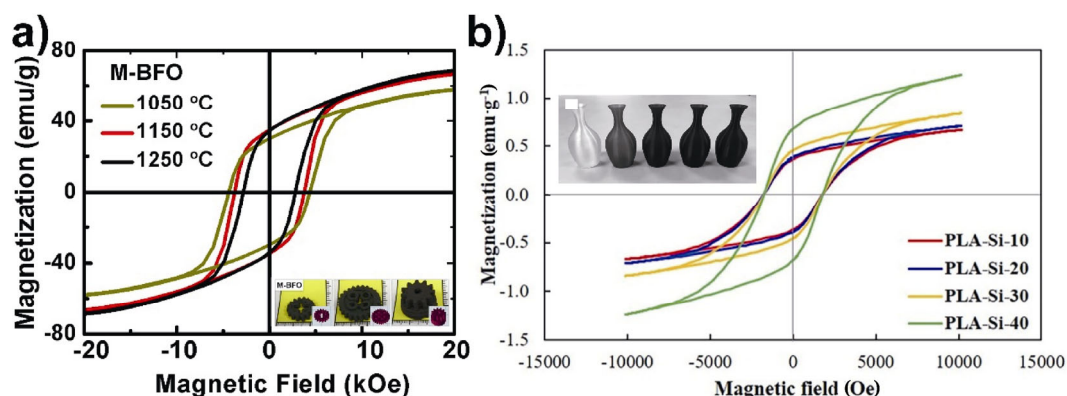 a)
Magnetization (emu/g)
80
40
0
-40
-80
M-BFO
1050 °C
1150 °C
1250 °C
M-BFO
-20 -10 0 10 20
Magnetic Field (kOe)
b)
Magnetization (emu·g⁻¹)
1.5
1.0
0.5
0.0
-0.5
-1.0
-1.5
PLA-Si-10
PLA-Si-20
PLA-Si-30
PLA-Si-40
-15000 -10000 -5000 0 5000 10000 15000
Magnetic field (Oe)